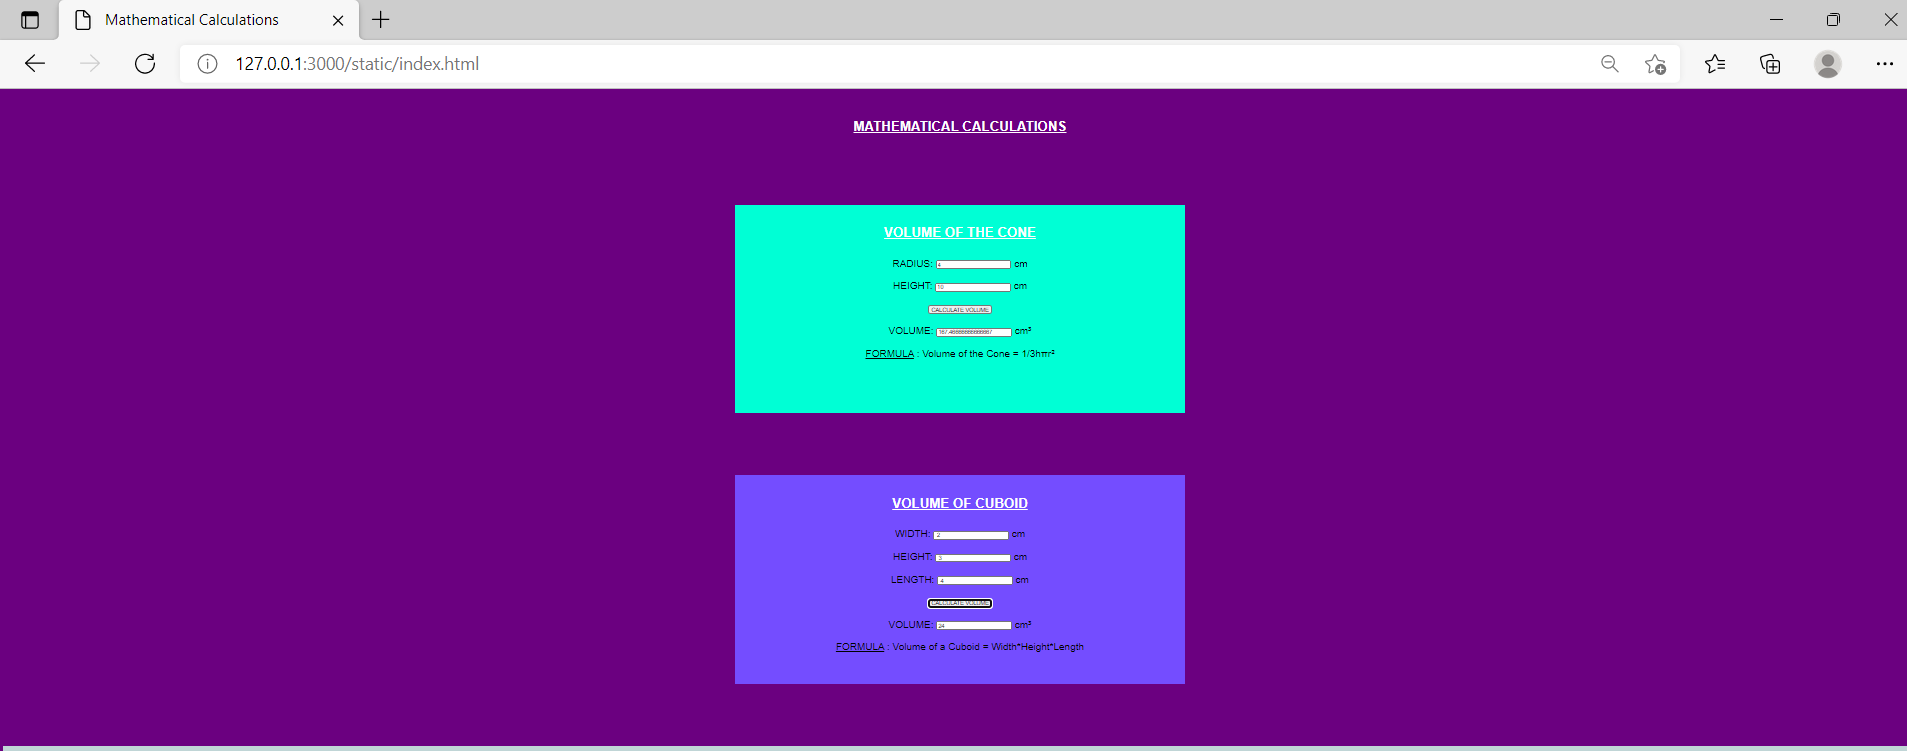 Mathematical Calculations
127.0.0.1:3000/static/index.html
MATHEMATICAL CALCULATIONS
VOLUME OF THE CONE
RADIUS: 4 cm
HEIGHT: 10 cm
CALCULATE VOLUME
VOLUME: cm³
FORMULA : Volume of the Cone = 1/3hπr²
VOLUME OF CUBOID
WIDTH: 2 cm
HEIGHT: 3 cm
LENGTH: 4 cm
CALCULATE VOLUME
VOLUME: 24 cm³
FORMULA : Volume of a Cuboid = Width*Height*Length